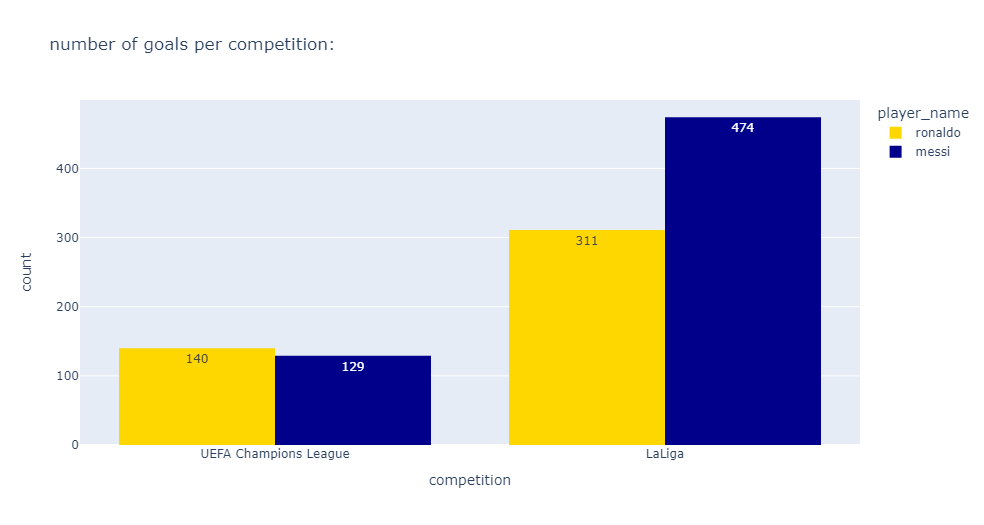 number of goals per competition:
player_name
ronaldo
messi
474
400
311
300
count
200
140
129
100
0
UEFA Champions League
LaLiga
competition